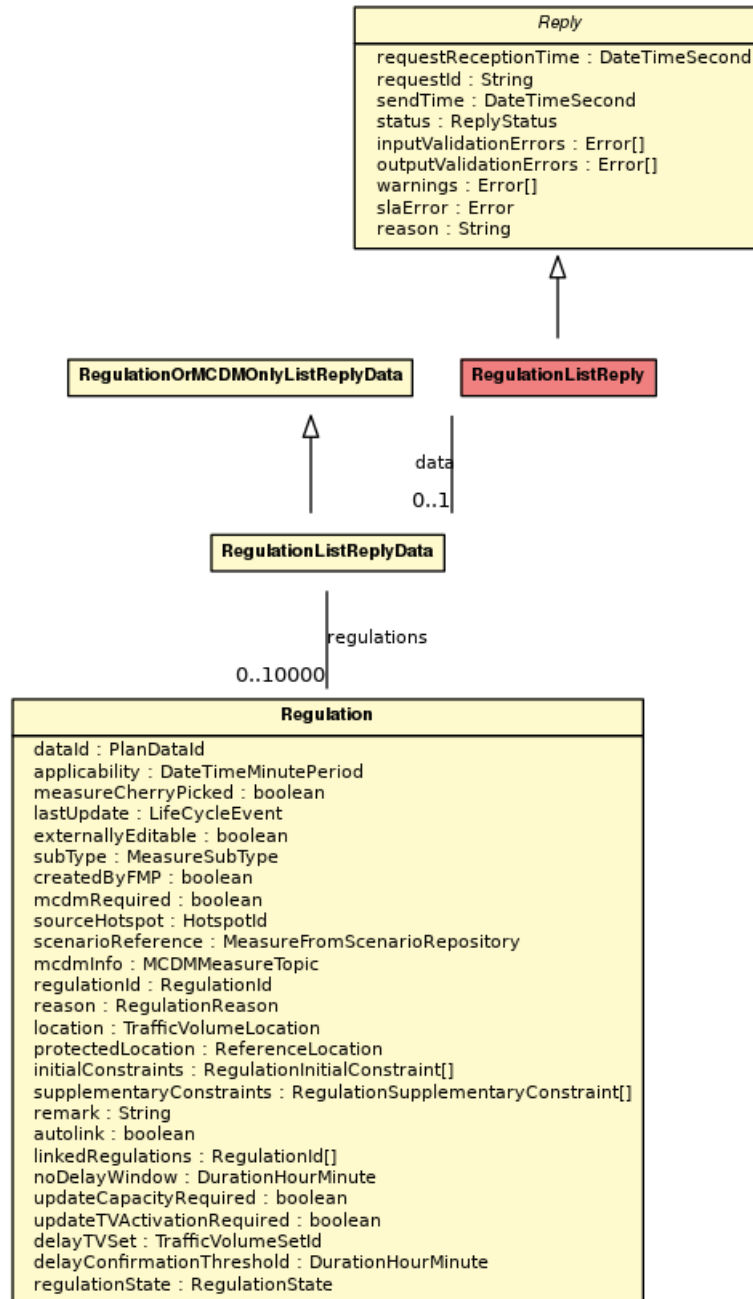 Reply
requestReceptionTime : DateTimeSecond
requestId : String
sendTime : DateTimeSecond
status : ReplyStatus
inputValidationErrors : Error[]
outputValidationErrors : Error[]
warnings : Error[]
slaError : Error
reason : String
RegulationOrMCDMOnlyListReplyData
RegulationListReply
data
0..1
RegulationListReplyData
regulations
0..10000
Regulation
dataId : PlanDataId
applicability : DateTimeMinutePeriod
measureCherryPicked : boolean
lastUpdate : LifeCycleEvent
externallyEditable : boolean
subType : MeasureSubType
createdByFMP : boolean
mcdmRequired : boolean
sourceHotspot : HotspotId
scenarioReference : MeasureFromScenarioRepository
mcdmInfo : MCDMMeasureTopic
regulationId : RegulationId
reason : RegulationReason
location : TrafficVolumeLocation
protectedLocation : ReferenceLocation
initialConstraints : RegulationInitialConstraint[]
supplementaryConstraints : RegulationSupplementaryConstraint[]
remark : String
autolink : boolean
linkedRegulations : RegulationId[]
noDelayWindow : DurationHourMinute
updateCapacityRequired : boolean
updateTVActivationRequired : boolean
delayTVSet : TrafficVolumeSetId
delayConfirmationThreshold : DurationHourMinute
regulationState : RegulationState